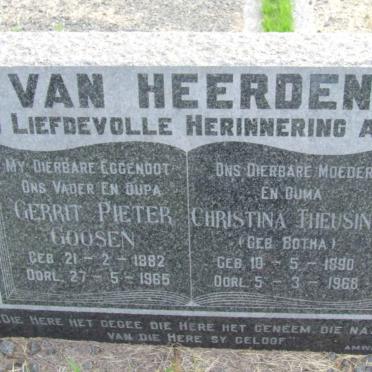 VAN HEERDEN
LIEFDEVOLLE HERINNERING A
MY DIERBARE EGGENOOT
ONS VADER EN OUPA
GERRIT PIETER
GOOSEN
GEB. 21-2-1882
OORL. 27-5-1965
ONS DIERBARE MOEDER
EN OUMA
CHRISTINA THEUSIN
(GEB. BOTHA)
GEB. 10-5-1890
OORL. 5-3-1968
DIE HERE HET GEGEE DIE HERE HET GENEEM, DIE NA
VAN DIE HERE SY GELOOF